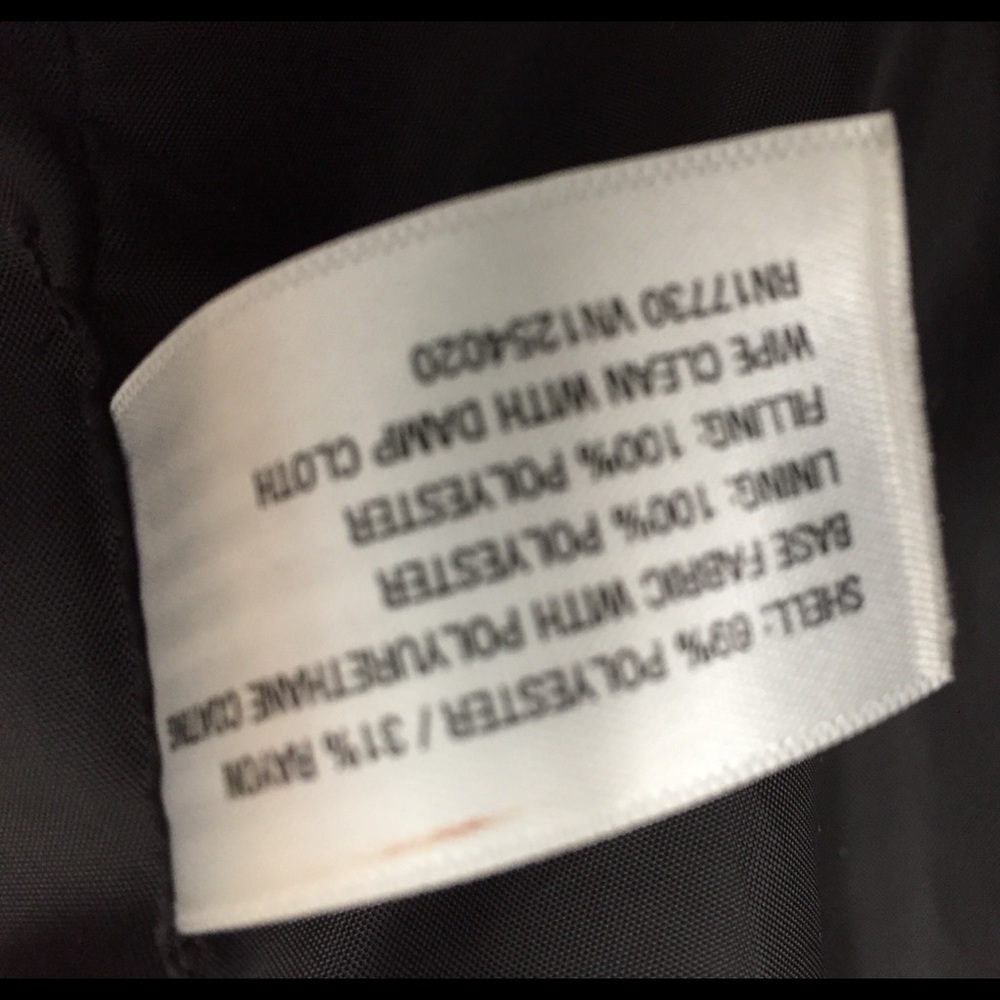 SHELL: 69% POLYESTER / 31% RAYON
BASE FABRIC WITH POLYURETHANE COATING
LINING: 100% POLYESTER
FILLING: 100% POLYESTER
WIPE CLEAN WITH DAMP CLOTH
RN17730 VN1254020